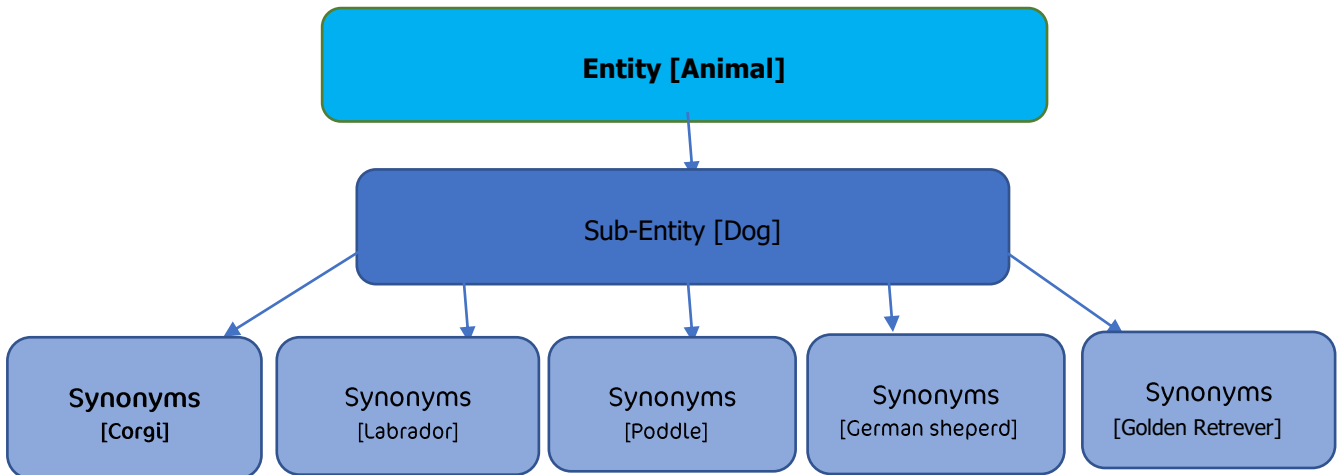 Entity [Animal]
Sub-Entity [Dog]
Synonyms
[Corgi]
Synonyms
[Labrador]
Synonyms
[Poddle]
Synonyms
[German sheperd]
Synonyms
[Golden Retrever]